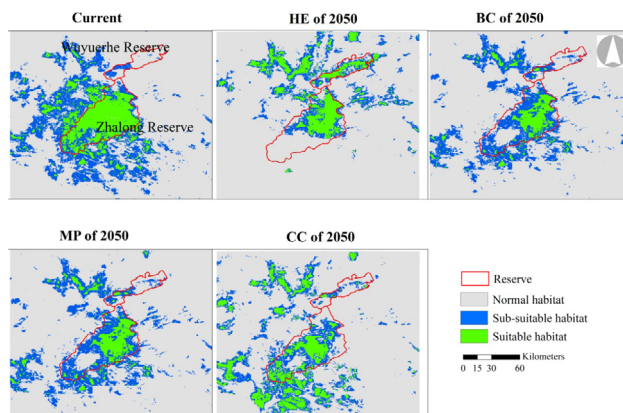 Current
HE of 2050
BC of 2050
Wuyuerhe Reserve
Zhalong Reserve
MP of 2050
CC of 2050
Reserve
Normal habitat
Sub-suitable habitat
Suitable habitat
Kilometers
0 15 30 60